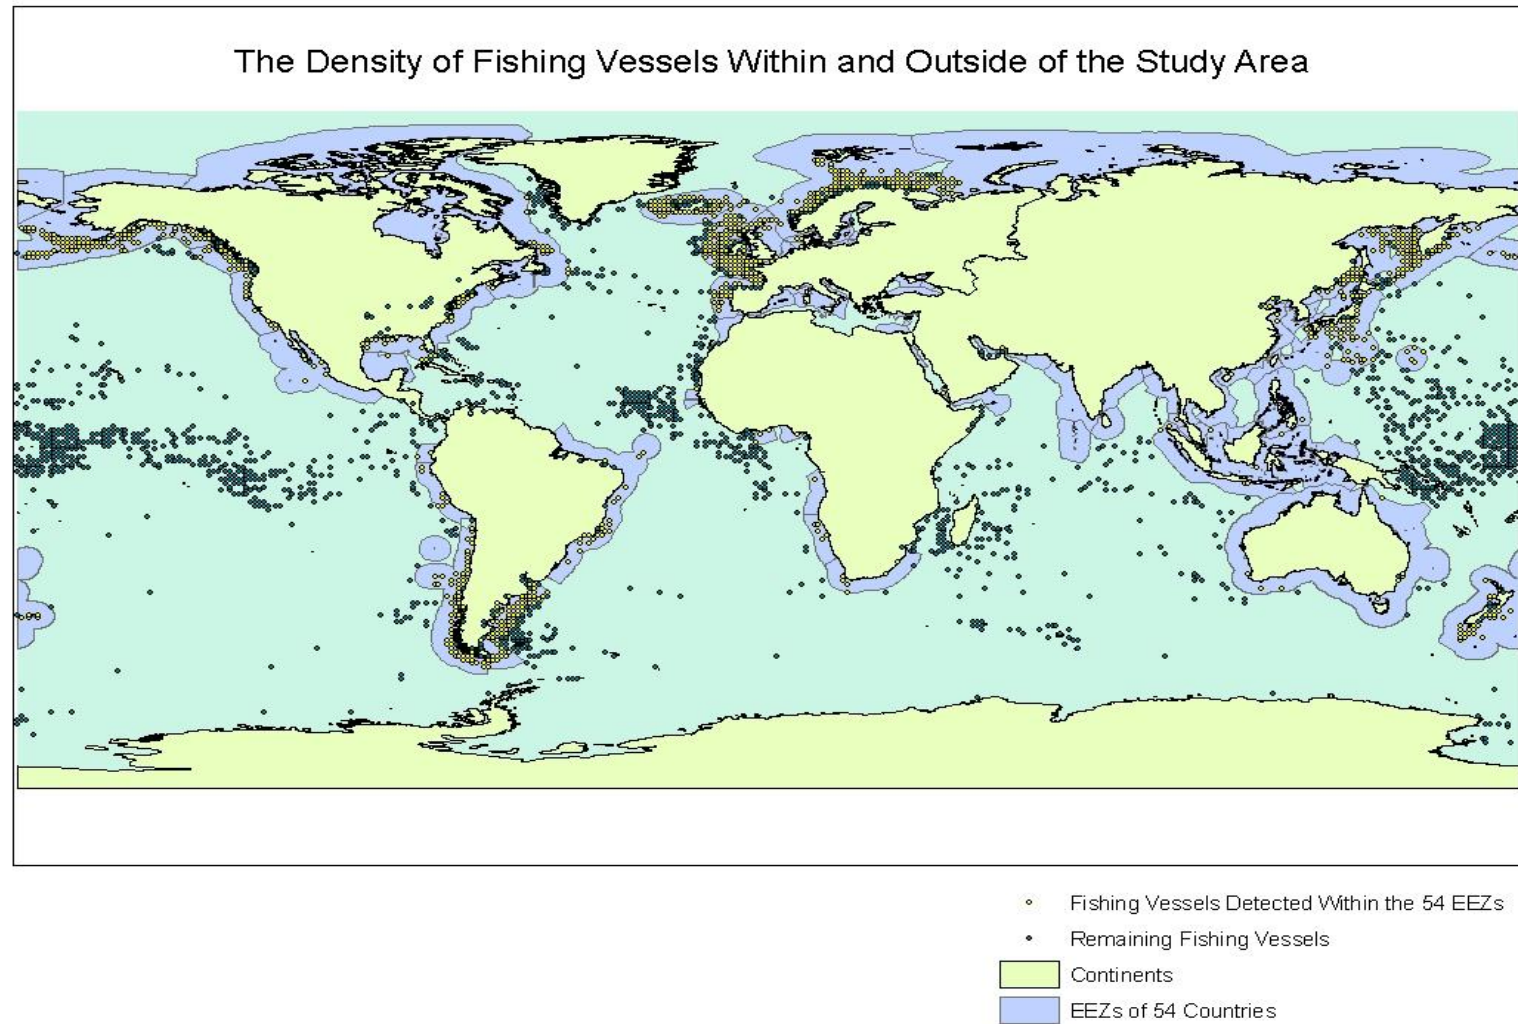 The Density of Fishing Vessels Within and Outside of the Study Area
Fishing Vessels Detected Within the 54 EEZs
Remaining Fishing Vessels
Continents
EEZs of 54 Countries